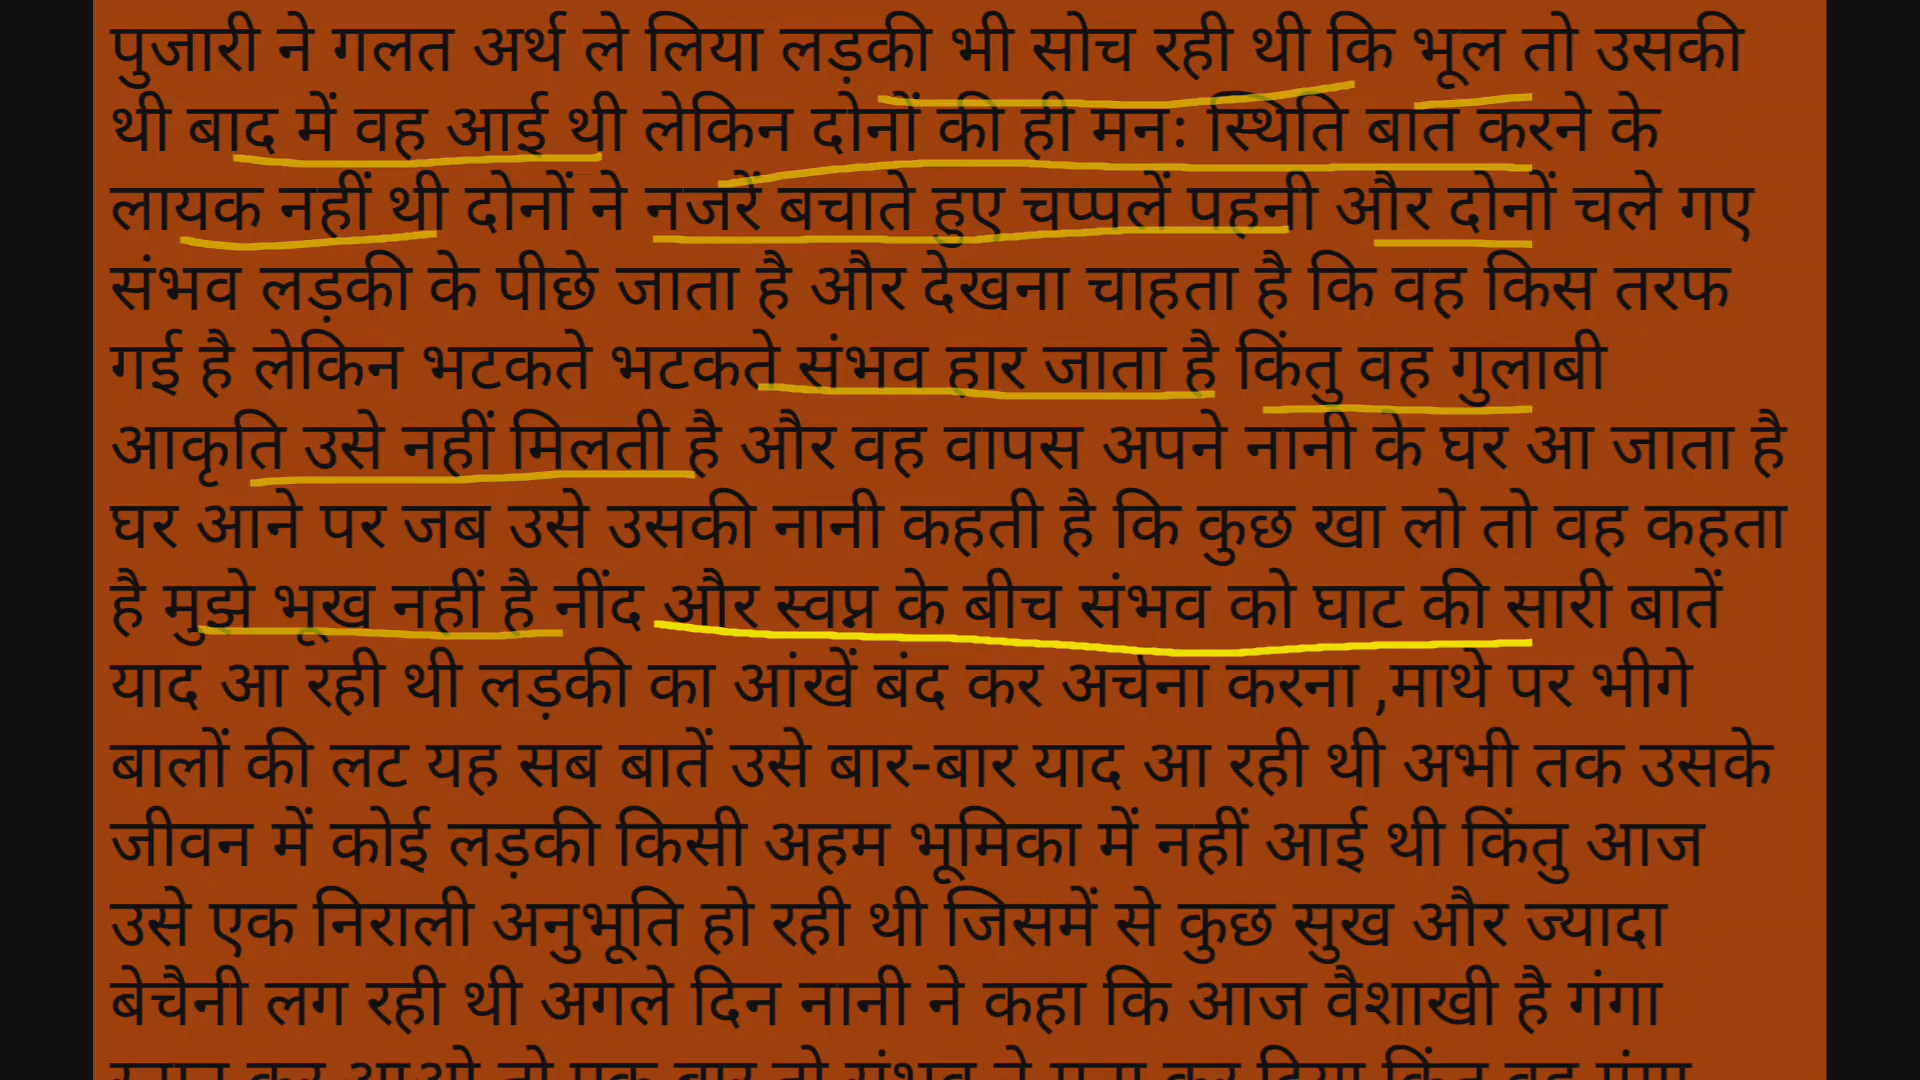 पुजारी ने गलत अर्थ ले लिया लड़की भी सोच रही थी कि भूल तो उसकी
थी बाद में वह आई थी लेकिन दोनों की ही मनः स्थिति बात करने के
लायक नहीं थी दोनों ने नजरें बचाते हुए चप्पलें पहनी और दोनों चले गए
संभव लड़की के पीछे जाता है और देखना चाहता है कि वह किस तरफ
गई है लेकिन भटकते भटकते संभव हार जाता है किंतु वह गुलाबी
आकृति उसे नहीं मिलती है और वह वापस अपने नानी के घर आ जाता है
घर आने पर जब उसे उसकी नानी कहती है कि कुछ खा लो तो वह कहता
है मुझे भूख नहीं है नींद और स्वप्न के बीच संभव को घाट की सारी बातें
याद आ रही थी लड़की का आंखें बंद कर अर्चना करना ,माथे पर भीगे
बालों की लट यह सब बातें उसे बार-बार याद आ रही थी अभी तक उसके
जीवन में कोई लड़की किसी अहम भूमिका में नहीं आई थी किंतु आज
उसे एक निराली अनुभूति हो रही थी जिसमें से कुछ सुख और ज्यादा
बेचैनी लग रही थी अगले दिन नानी ने कहा कि आज वैशाखी है गंगा